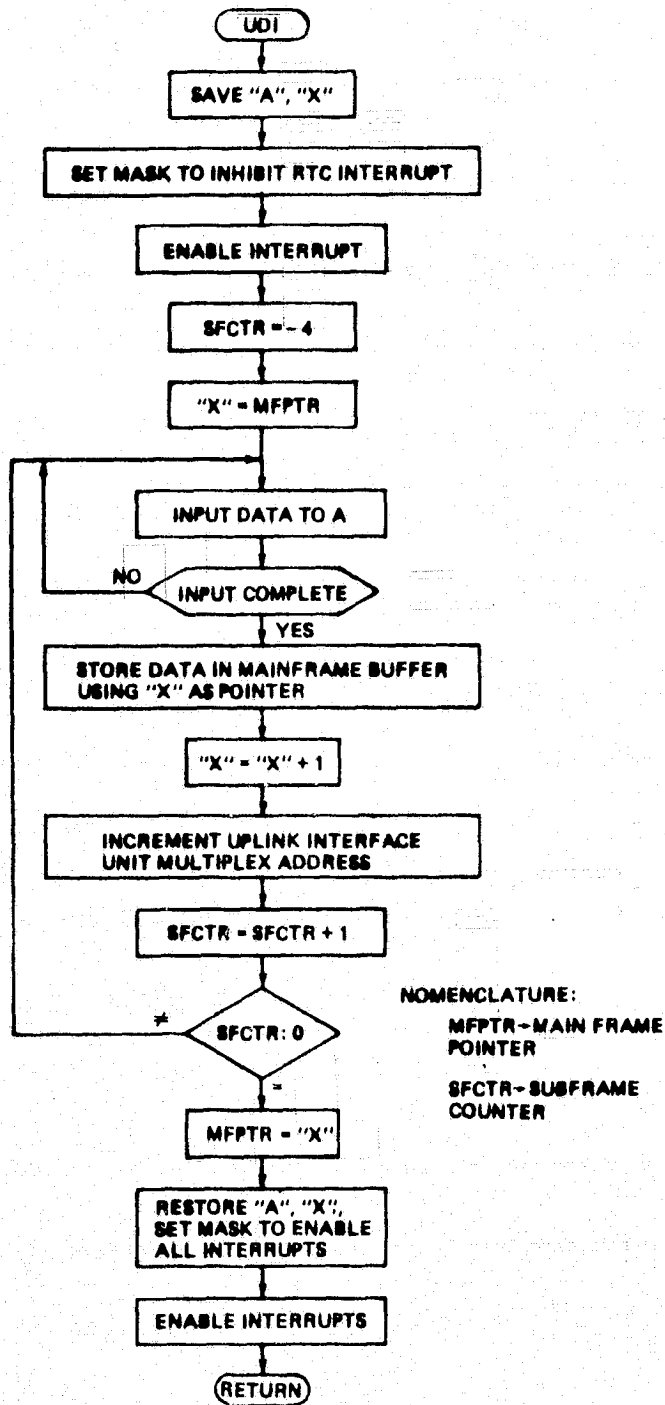 UDI
SAVE "A", "X"
SET MASK TO INHIBIT RTC INTERRUPT
ENABLE INTERRUPT
SFCTR = - 4
"X" = MFPTR
INPUT DATA TO A
NO
INPUT COMPLETE
YES
STORE DATA IN MAINFRAME BUFFER
USING "X" AS POINTER
"X" = "X" + 1
INCREMENT UPLINK INTERFACE
UNIT MULTIPLEX ADDRESS
SFCTR = SFCTR + 1
≠
SFCTR: 0
=
NOMENCLATURE:
MFPTR-MAIN FRAME
POINTER
SFCTR-SUBFRAME
COUNTER
MFPTR = "X"
RESTORE "A", "X",
SET MASK TO ENABLE
ALL INTERRUPTS
ENABLE INTERRUPTS
RETURN